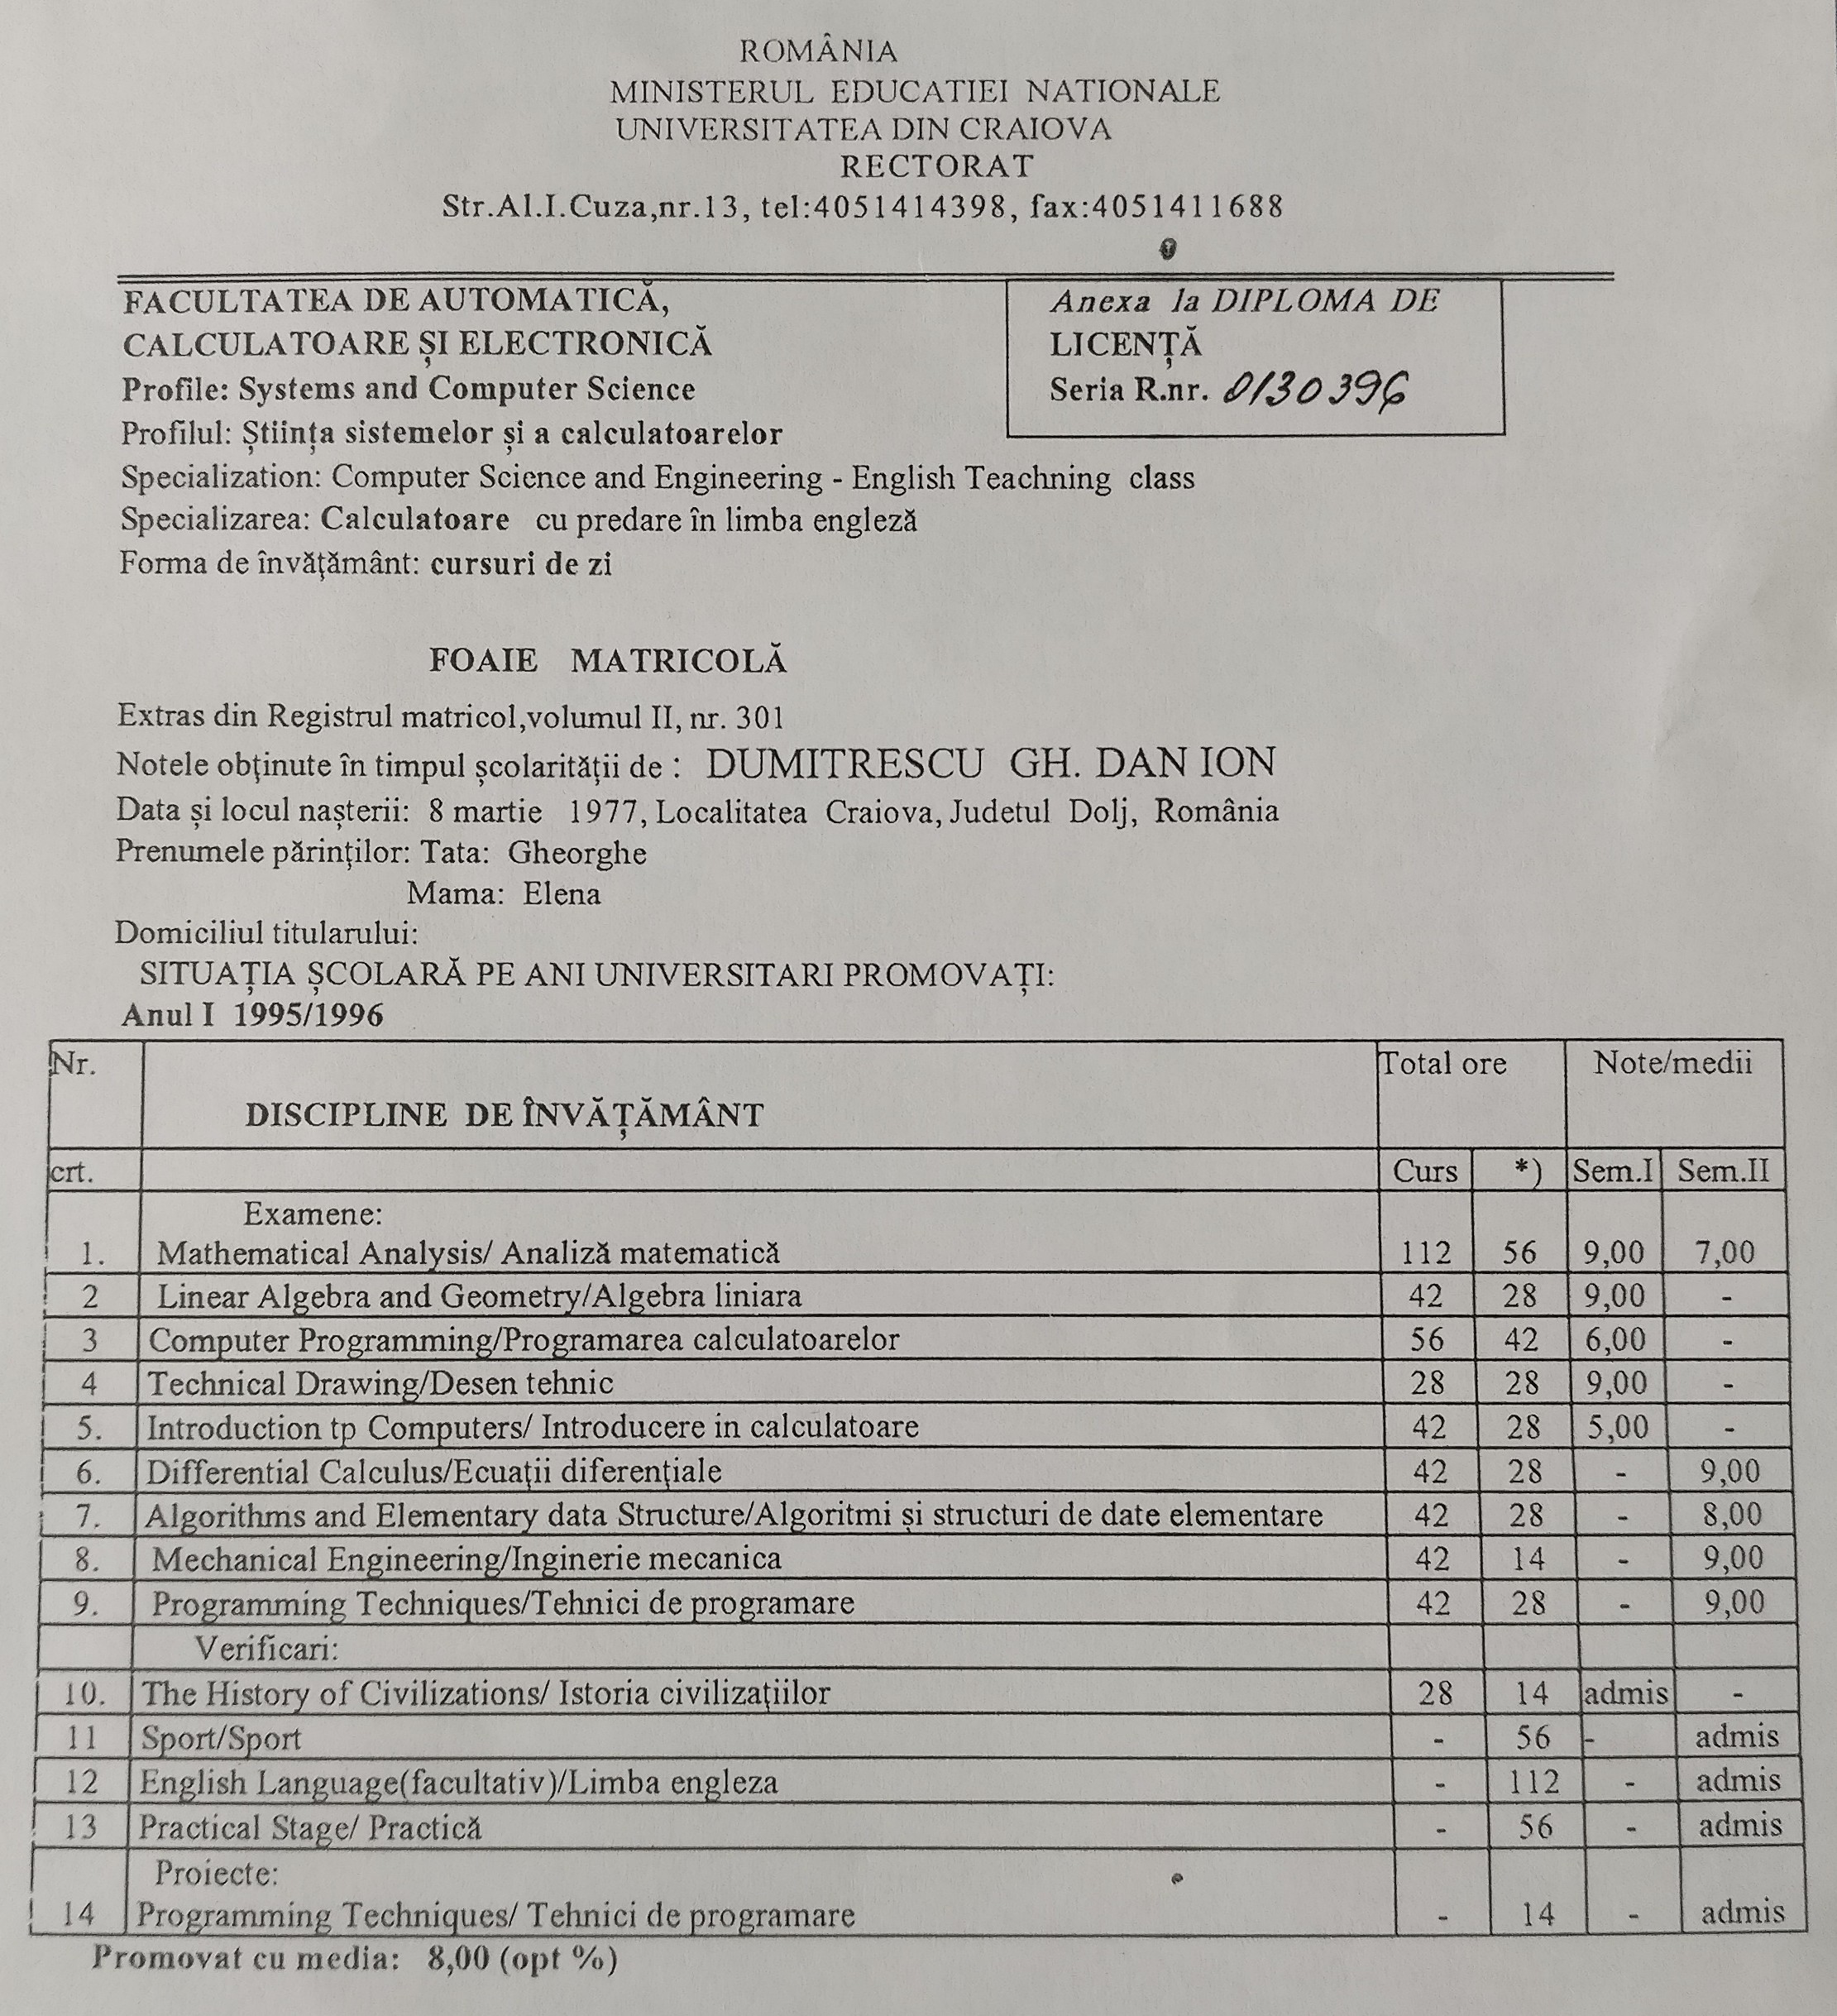 ROMÂNIA
MINISTERUL EDUCATIEI NATIONALE
UNIVERSITATEA DIN CRAIOVA
RECTORAT
Str.Al.I.Cuza,nr.13, tel:4051414398, fax:4051411688
FACULTATEA DE AUTOMATICĂ,
CALCULATOARE ȘI ELECTRONICĂ
Profile: Systems and Computer Science
Profilul: Știința sistemelor și a calculatoarelor
Anexa la DIPLOMA DE
LICENȚĂ
Seria R.nr. 0130396
Specialization: Computer Science and Engineering - English Teachning class
Specializarea: Calculatoare cu predare în limba engleză
Forma de învățământ: cursuri de zi
FOAIE MATRICOLĂ
Extras din Registrul matricol,volumul II, nr. 301
Notele obținute în timpul școlarității de : DUMITRESCU GH. DAN ION
Data și locul nașterii: 8 martie 1977, Localitatea Craiova, Judetul Dolj, România
Prenumele părinților: Tata: Gheorghe
Mama: Elena
Domiciliul titularului:
SITUAȚIA ȘCOLARĂ PE ANI UNIVERSITARI PROMOVAȚI:
Anul I 1995/1996
Nr. Total ore Note/medii
DISCIPLINE DE ÎNVĂȚĂMÂNT
crt. Curs *) Sem.I Sem.II
Examene:
1. Mathematical Analysis/ Analiză matematică 112 56 9,00 7,00
2 Linear Algebra and Geometry/Algebra liniara 42 28 9,00 -
3 Computer Programming/Programarea calculatoarelor 56 42 6,00 -
4 Technical Drawing/Desen tehnic 28 28 9,00 -
5. Introduction tp Computers/ Introducere in calculatoare 42 28 5,00 -
6. Differential Calculus/Ecuații diferențiale 42 28 - 9,00
7. Algorithms and Elementary data Structure/Algoritmi și structuri de date elementare 42 28 - 8,00
8. Mechanical Engineering/Inginerie mecanica 42 14 - 9,00
9. Programming Techniques/Tehnici de programare 42 28 - 9,00
Verificari:
10. The History of Civilizations/ Istoria civilizațiilor 28 14 admis -
11 Sport/Sport - 56 - admis
12 English Language(facultativ)/Limba engleza - 112 - admis
13 Practical Stage/ Practică - 56 - admis
Proiecte:
14 Programming Techniques/ Tehnici de programare - 14 - admis
Promovat cu media: 8,00 (opt %)